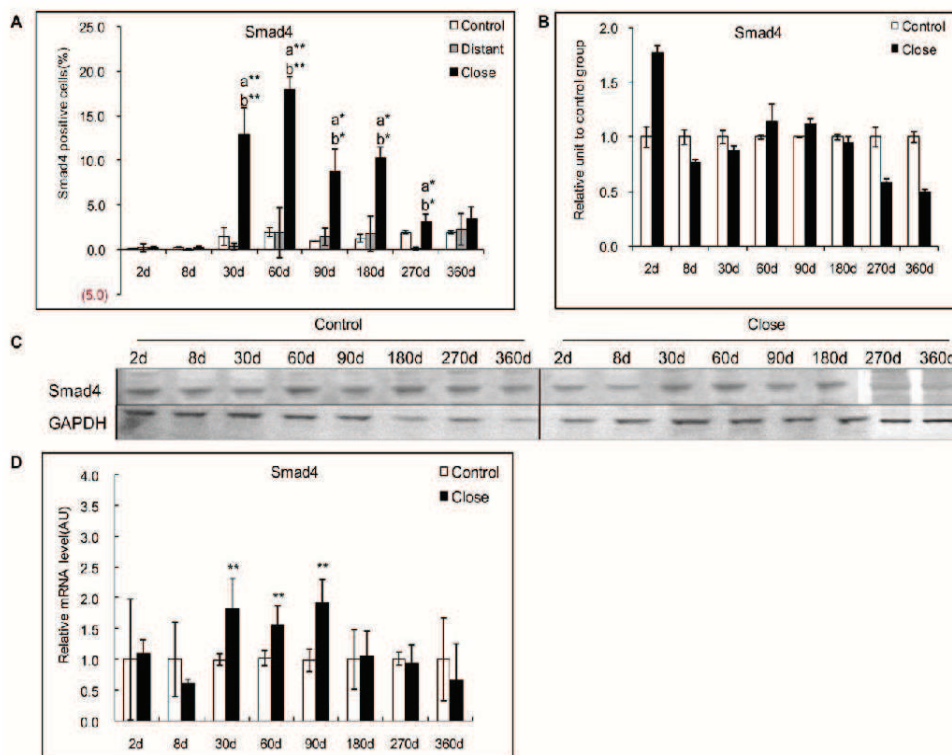 A
Smad4
Control
Distant
Close
Smad4 positive cells(%)
25.0
20.0
15.0
10.0
5.0
0.0
(5.0)
a**
b**
a**
b**
a*
b*
a*
b*
a*
b*
2d 8d 30d 60d 90d 180d 270d 360d
B
Smad4
Control
Close
Relative unit to control group
2.0
1.5
1.0
0.5
0.0
2d 8d 30d 60d 90d 180d 270d 360d
Control Close
C
2d 8d 30d 60d 90d 180d 270d 360d 2d 8d 30d 60d 90d 180d 270d 360d
Smad4
GAPDH
D
Smad4
Control
Close
Relative mRNA level(AU)
4.0
3.5
3.0
2.5
2.0
1.5
1.0
0.5
0.0
** ** **
2d 8d 30d 60d 90d 180d 270d 360d